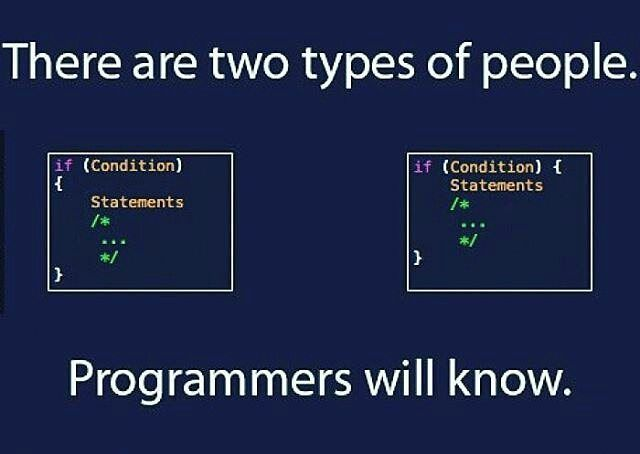 There are two types of people.
if (Condition)
{
    Statements
    /*
     ...
     */
}
if (Condition) {
    Statements
    /*
     ...
     */
}
Programmers will know.